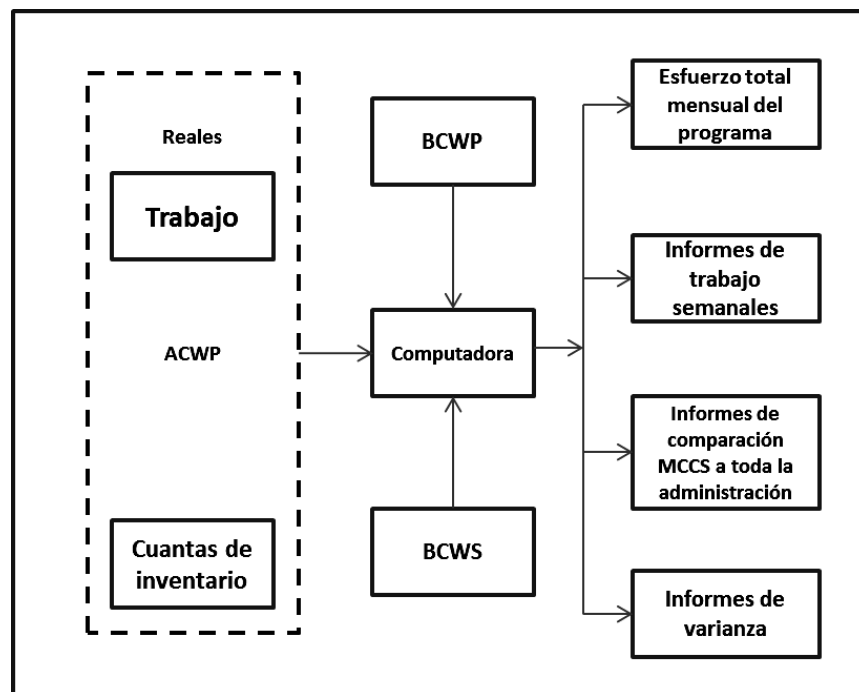 Reales
Trabajo
ACWP
Cuantas de
inventario
BCWP
Computadora
BCWS
Esfuerzo total
mensual del
programa
Informes de
trabajo
semanales
Informes de
comparación
MCCS a toda la
administración
Informes de
varianza